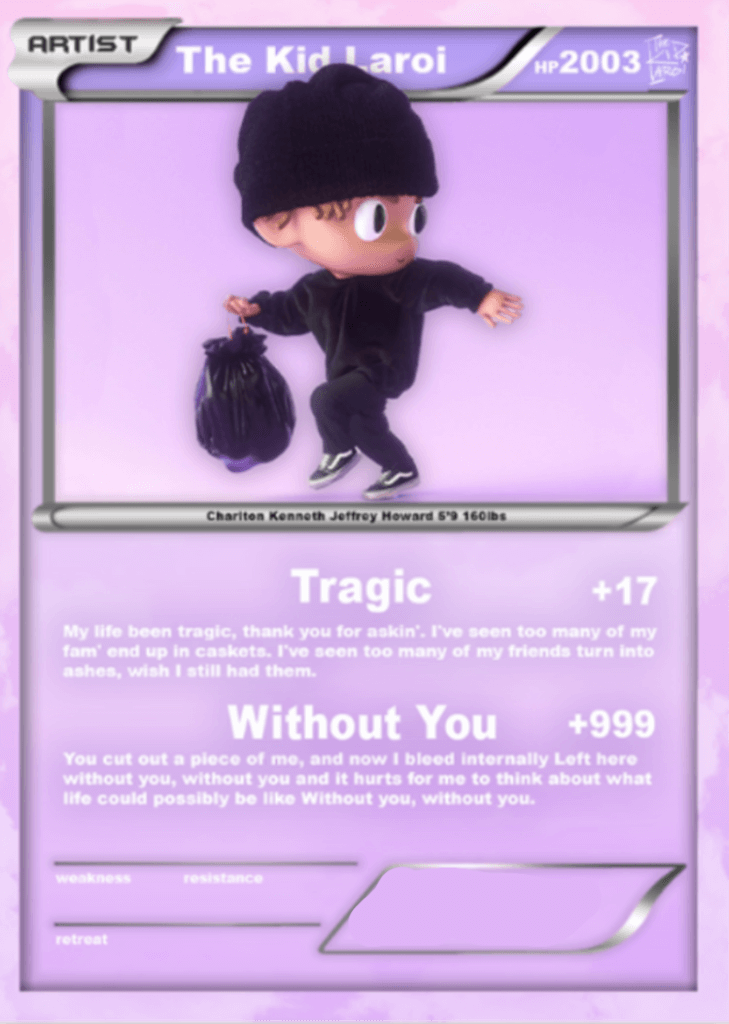 ARTIST
The Kid Laroi
HP2003
THE KID LAROI
Charlton Kenneth Jeffrey Howard 5'9 160lbs
Tragic +17
My life been tragic, thank you for askin'. I've seen too many of my
fam' end up in caskets. I've seen too many of my friends turn into
ashes, wish I still had them.
Without You +999
You cut out a piece of me, and now I bleed internally Left here
without you, without you and it hurts for me to think about what
life could possibly be like Without you, without you.
weakness resistance
retreat